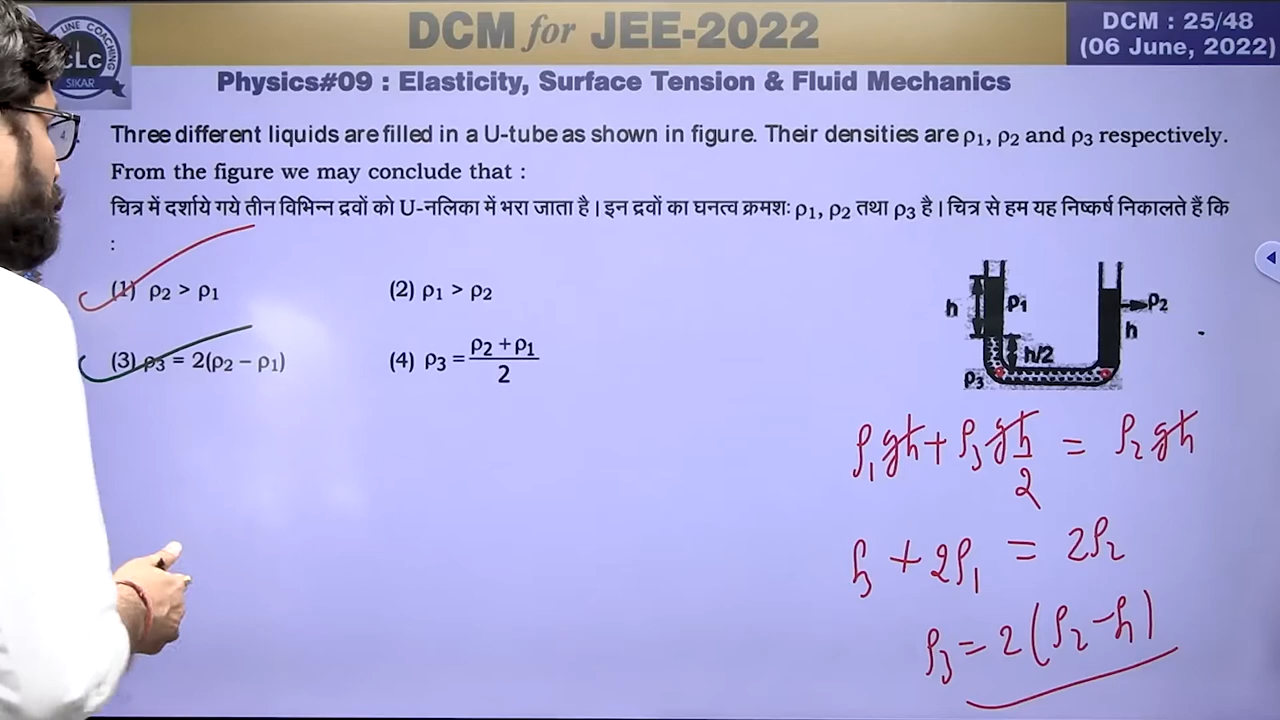 DCM for JEE-2022
DCM : 25/48
(06 June, 2022)
LINE COACHING
CLC
SIKAR
Physics#09 : Elasticity, Surface Tension & Fluid Mechanics
4.
Three different liquids are filled in a U-tube as shown in figure. Their densities are ρ1, ρ2 and ρ3 respectively.
From the figure we may conclude that :
चित्र में दर्शाये गये तीन विभिन्न द्रवों को U-नलिका में भरा जाता है। इन द्रवों का घनत्व क्रमशः ρ1, ρ2 तथा ρ3 है। चित्र से हम यह निष्कर्ष निकालते हैं कि
:
(1) ρ2 > ρ1 (2) ρ1 > ρ2
(3) ρ3 = 2(ρ2 − ρ1) (4) ρ3 = (ρ2 + ρ1)/2
h ρ1 ρ2
h
h/2
ρ3
ρ1gh + ρ3gh/2 = ρ2gh
ρ3 + 2ρ1 = 2ρ2
ρ3 = 2(ρ2 − ρ1)